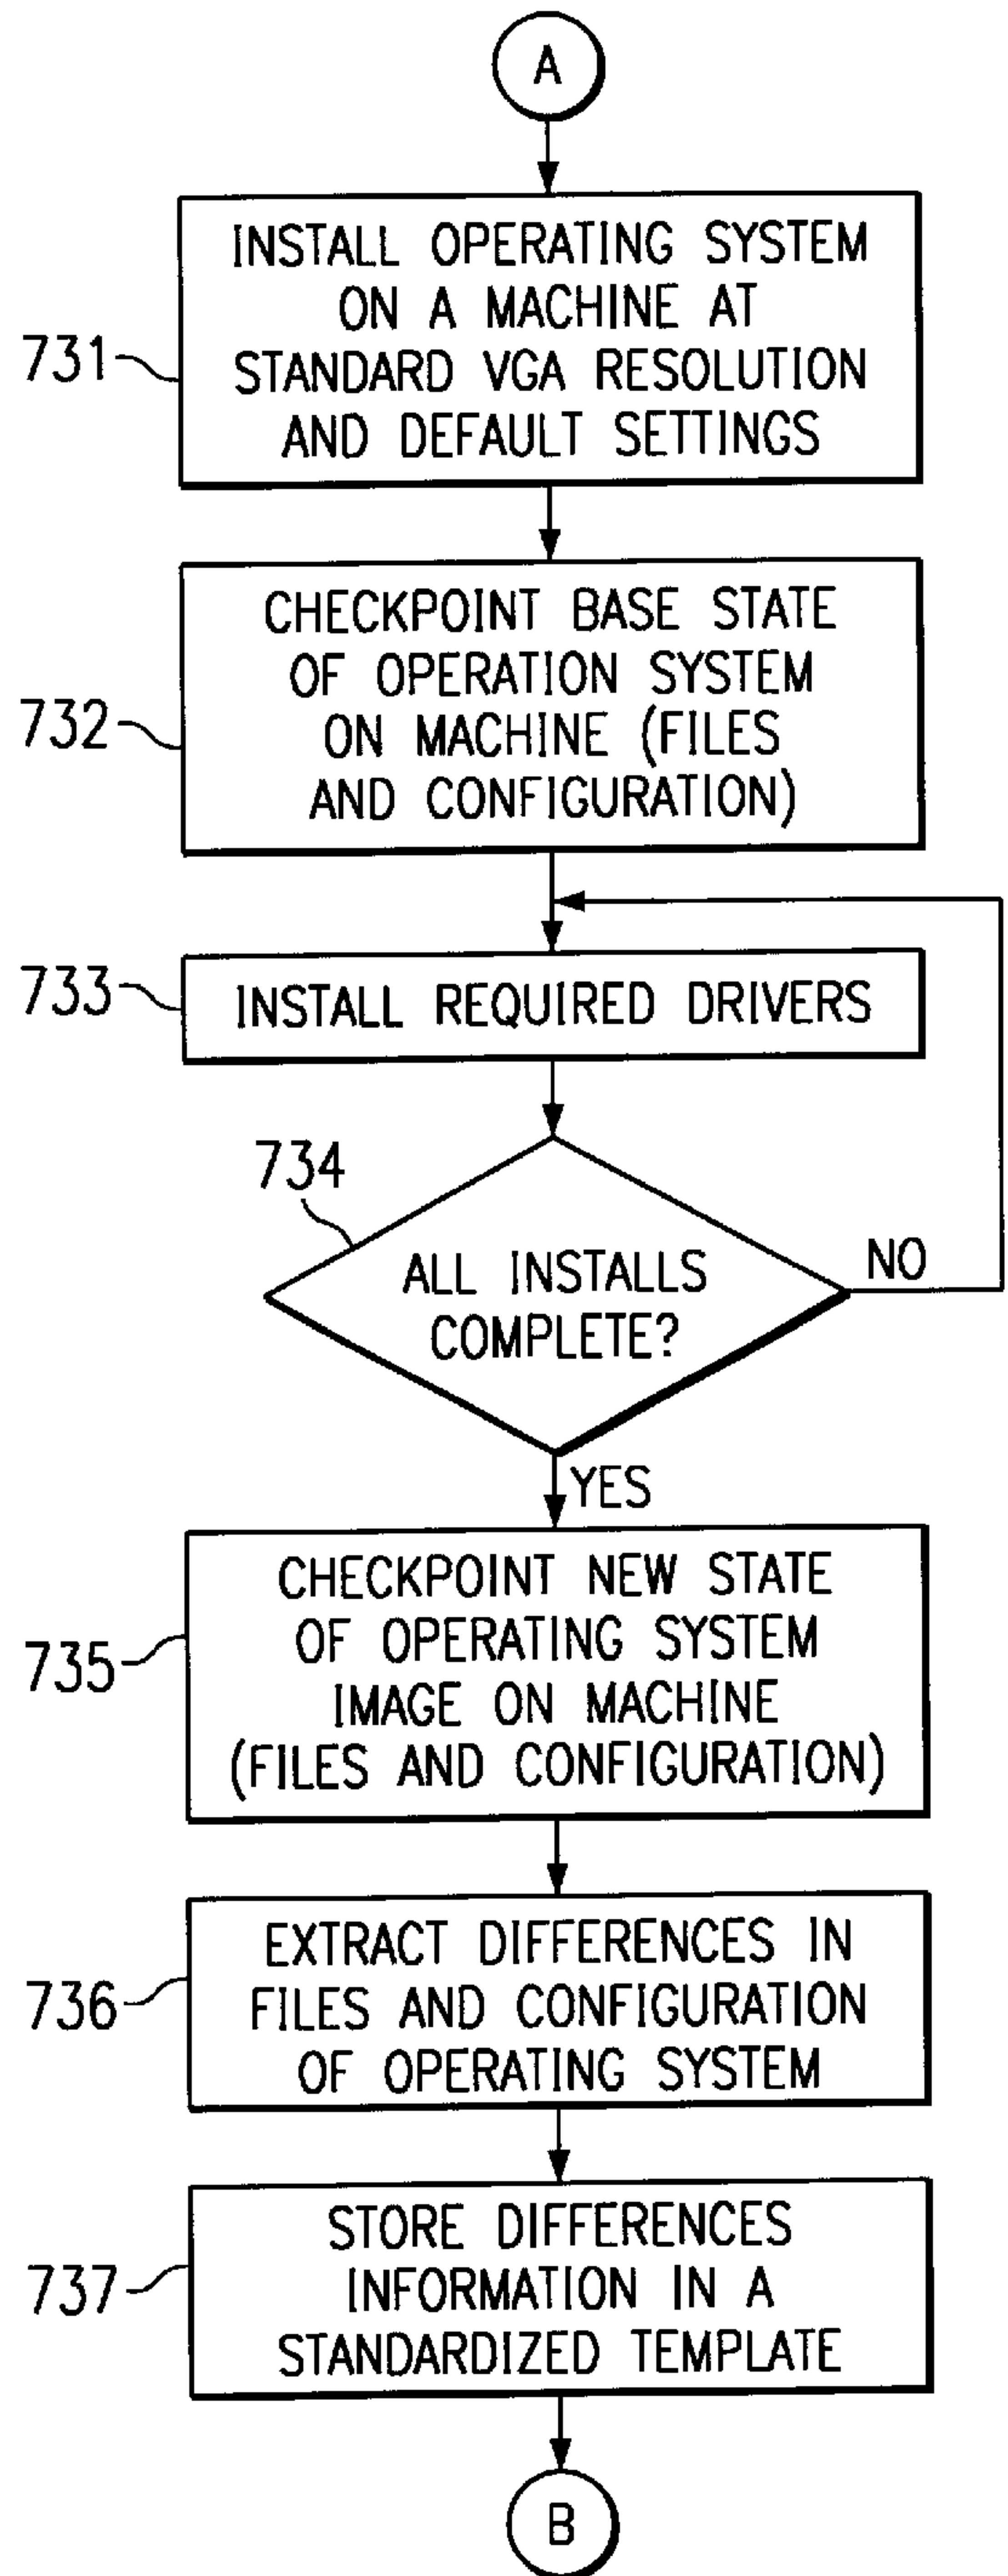 A
731
INSTALL OPERATING SYSTEM
ON A MACHINE AT
STANDARD VGA RESOLUTION
AND DEFAULT SETTINGS
732
CHECKPOINT BASE STATE
OF OPERATION SYSTEM
ON MACHINE (FILES
AND CONFIGURATION)
733
INSTALL REQUIRED DRIVERS
734
ALL INSTALLS
COMPLETE?
NO
YES
735
CHECKPOINT NEW STATE
OF OPERATING SYSTEM
IMAGE ON MACHINE
(FILES AND CONFIGURATION)
736
EXTRACT DIFFERENCES IN
FILES AND CONFIGURATION
OF OPERATING SYSTEM
737
STORE DIFFERENCES
INFORMATION IN A
STANDARDIZED TEMPLATE
B